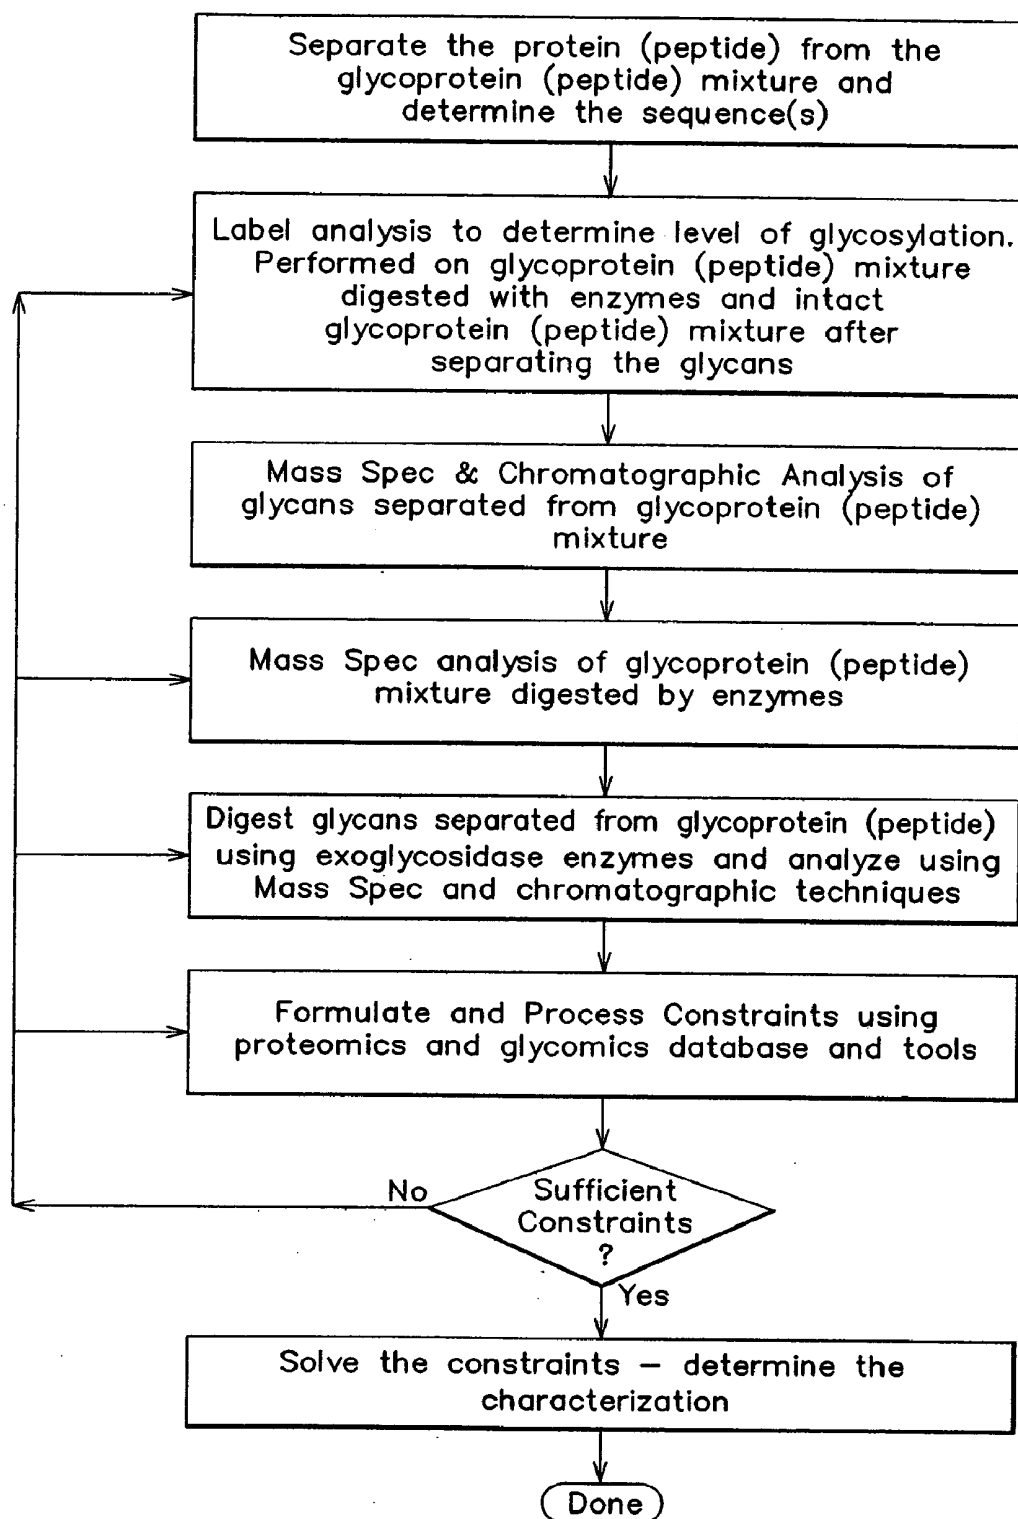 Separate the protein (peptide) from the
glycoprotein (peptide) mixture and
determine the sequence(s)
Label analysis to determine level of glycosylation.
Performed on glycoprotein (peptide) mixture
digested with enzymes and intact
glycoprotein (peptide) mixture after
separating the glycans
Mass Spec & Chromatographic Analysis of
glycans separated from glycoprotein (peptide)
mixture
Mass Spec analysis of glycoprotein (peptide)
mixture digested by enzymes
Digest glycans separated from glycoprotein (peptide)
using exoglycosidase enzymes and analyze using
Mass Spec and chromatographic techniques
Formulate and Process Constraints using
proteomics and glycomics database and tools
No
Sufficient
Constraints
?
Yes
Solve the constraints – determine the
characterization
Done